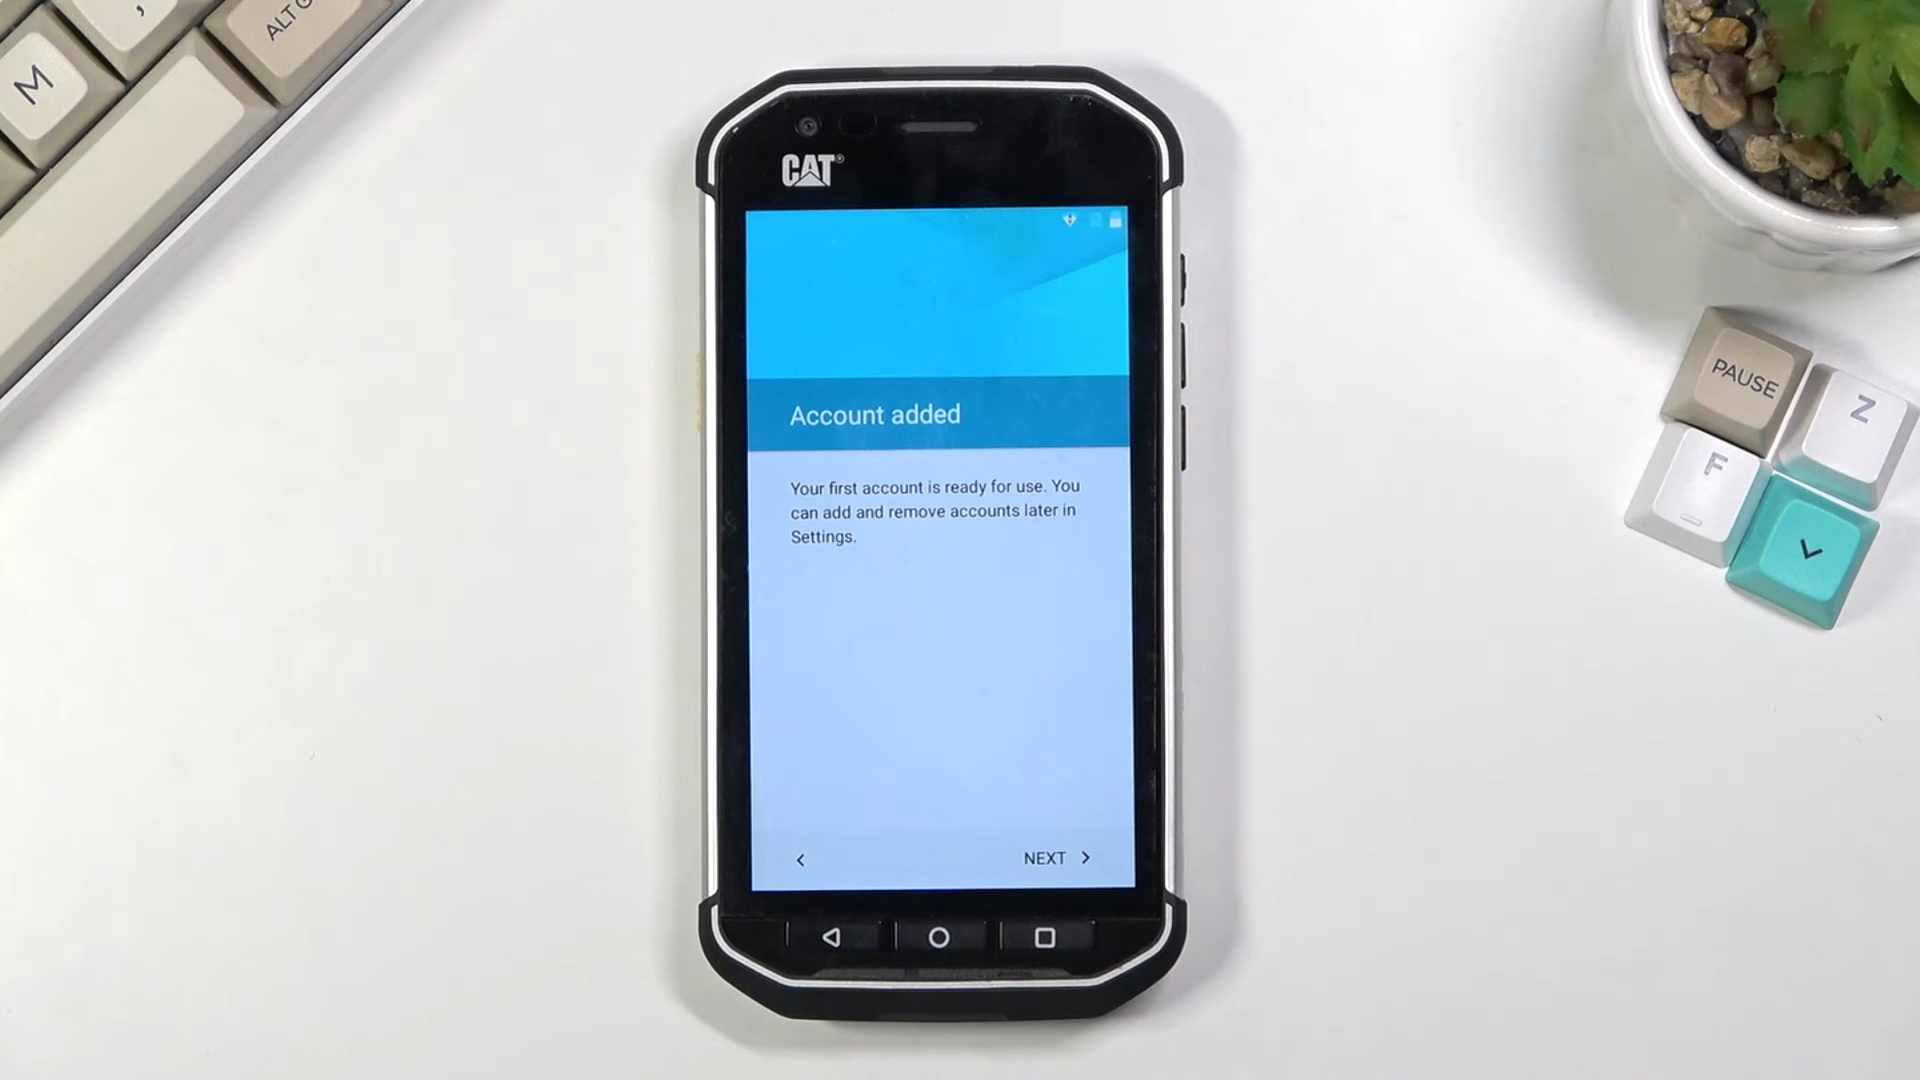 ,
M
ALT G
CAT®
Account added
Your first account is ready for use. You
can add and remove accounts later in
Settings.
NEXT
PAUSE
Z
F